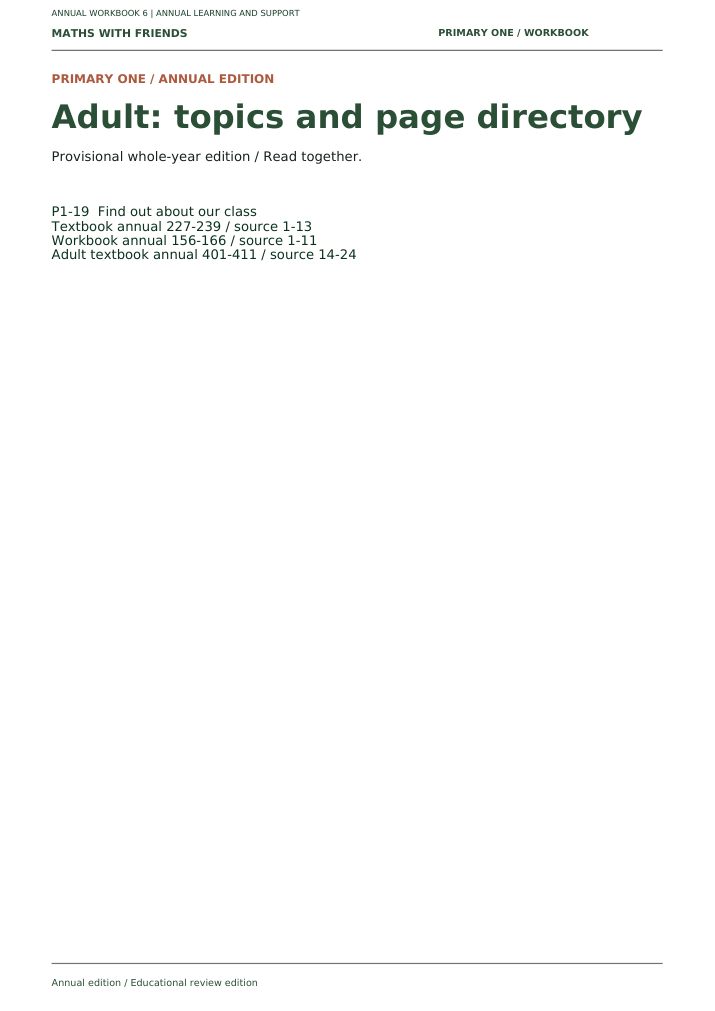 ANNUAL WORKBOOK 6 | ANNUAL LEARNING AND SUPPORT
MATHS WITH FRIENDS
PRIMARY ONE / WORKBOOK
PRIMARY ONE / ANNUAL EDITION
Adult: topics and page directory
Provisional whole-year edition / Read together.
P1-19 Find out about our class
Textbook annual 227-239 / source 1-13
Workbook annual 156-166 / source 1-11
Adult textbook annual 401-411 / source 14-24
Annual edition / Educational review edition